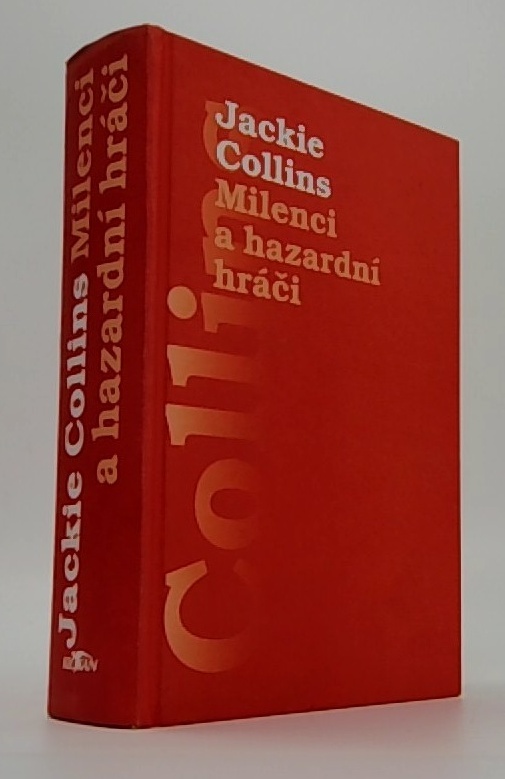 Jackie
Collins
Milenci
a hazardní
hráči
Collins
Jackie Collins Milenci
a hazardní hráči